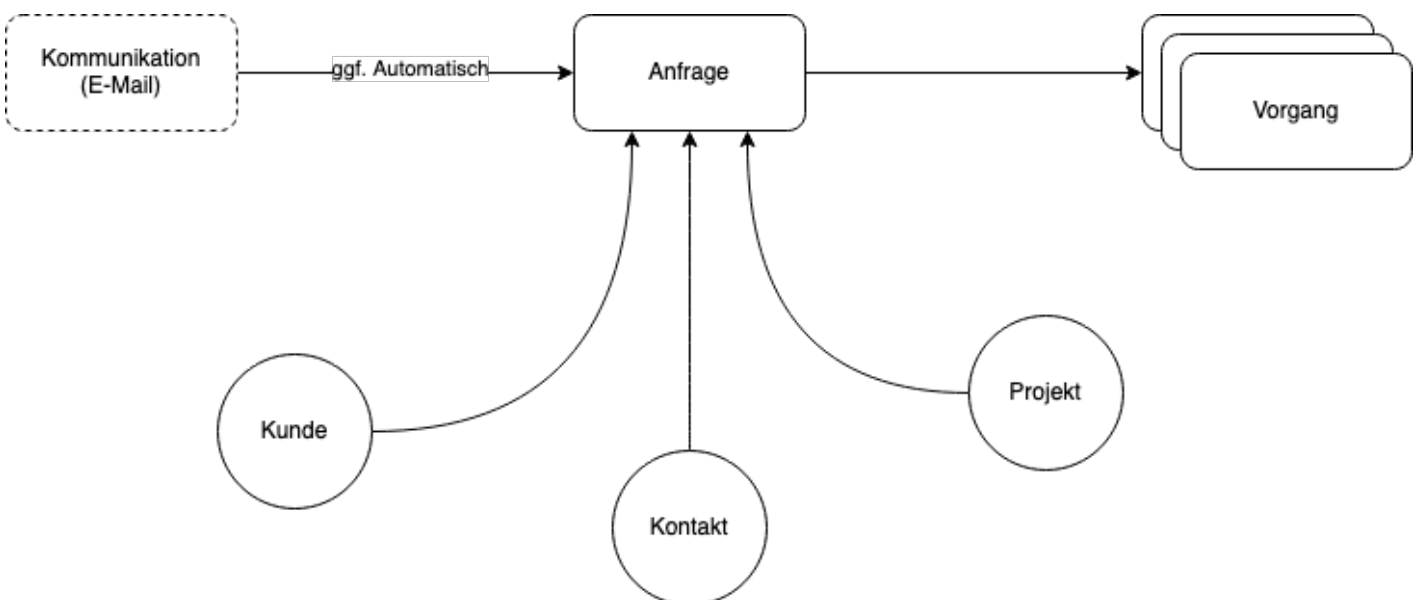 Kommunikation
(E-Mail)
ggf. Automatisch
Anfrage
Vorgang
Kunde
Kontakt
Projekt